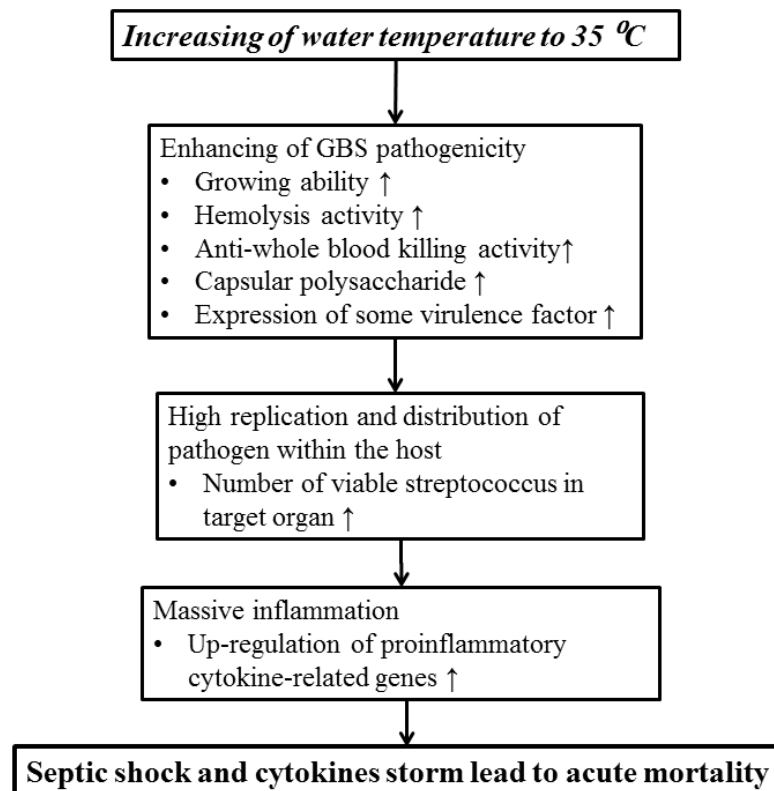 Increasing of water temperature to 35 ⁰C
Enhancing of GBS pathogenicity
• Growing ability ↑
• Hemolysis activity ↑
• Anti-whole blood killing activity↑
• Capsular polysaccharide ↑
• Expression of some virulence factor ↑
High replication and distribution of
pathogen within the host
• Number of viable streptococcus in
target organ ↑
Massive inflammation
• Up-regulation of proinflammatory
cytokine-related genes ↑
Septic shock and cytokines storm lead to acute mortality